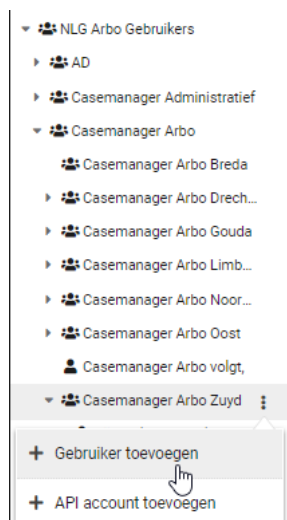 NLG Arbo Gebruikers
AD
Casemanager Administratief
Casemanager Arbo
Casemanager Arbo Breda
Casemanager Arbo Drech...
Casemanager Arbo Gouda
Casemanager Arbo Limb...
Casemanager Arbo Noor...
Casemanager Arbo Oost
Casemanager Arbo volgt,
Casemanager Arbo Zuyd
Gebruiker toevoegen
API account toevoegen